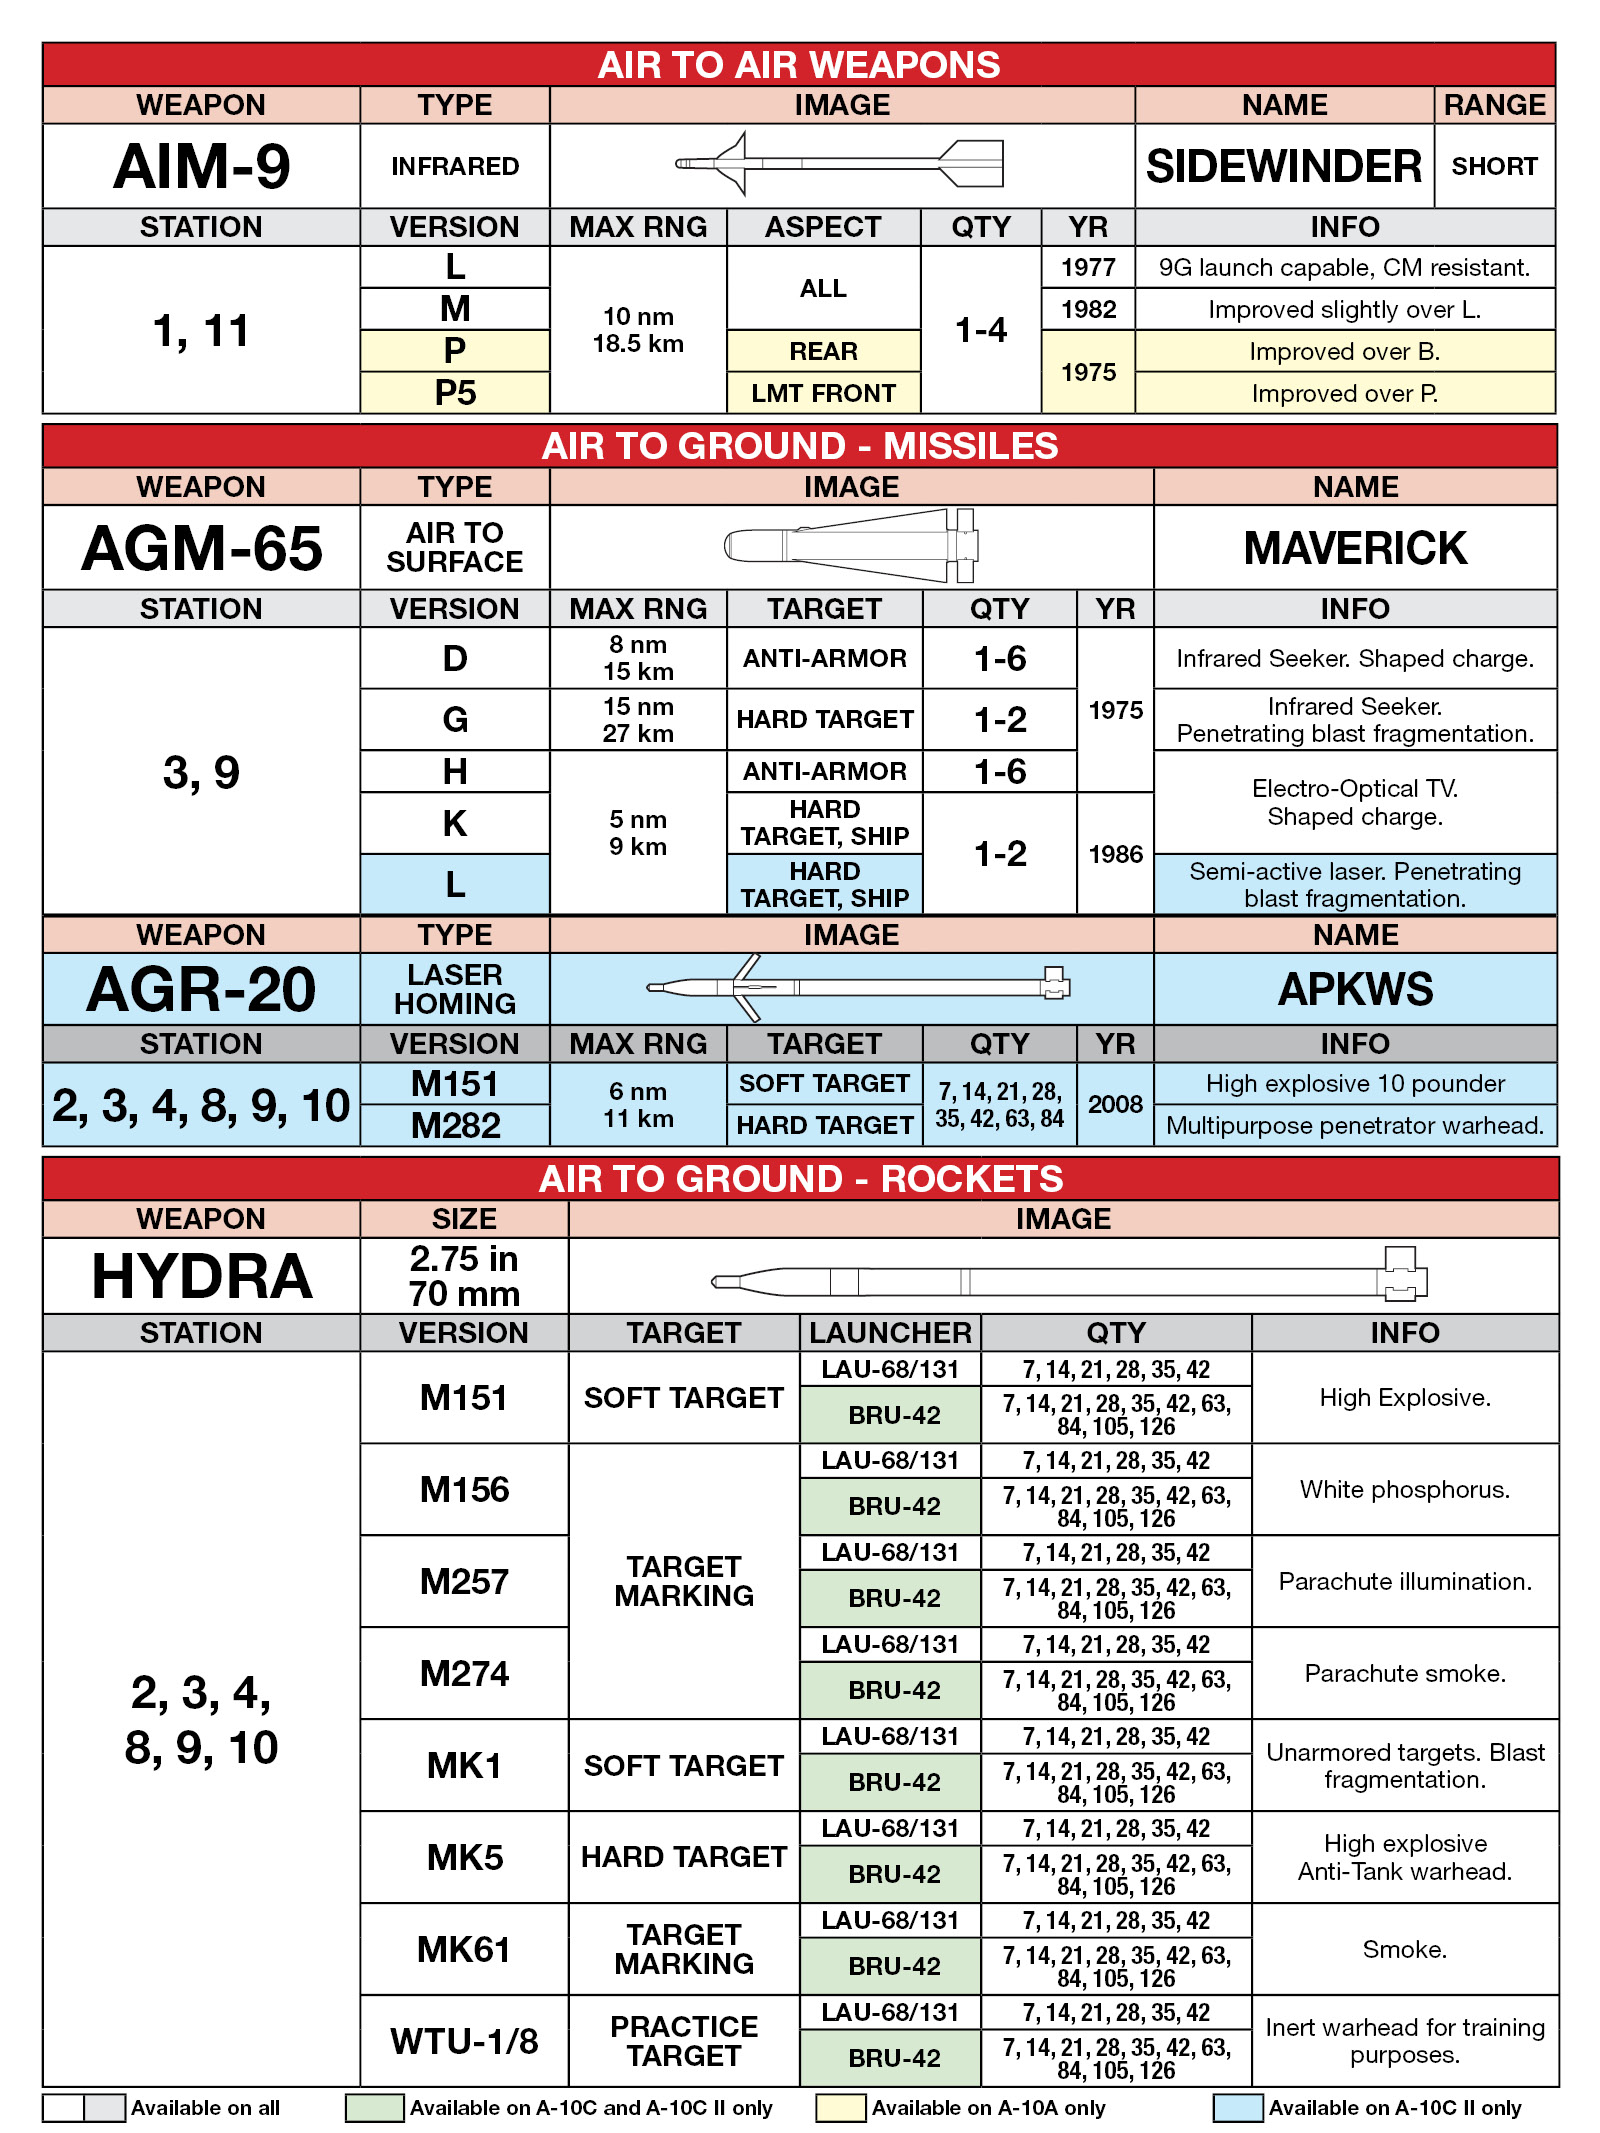 AIR TO AIR WEAPONS
WEAPON TYPE IMAGE NAME RANGE
AIM-9 INFRARED SIDEWINDER SHORT
STATION VERSION MAX RNG ASPECT QTY YR INFO
1, 11
L
M
P
P5
10 nm
18.5 km
ALL
REAR
LMT FRONT
1-4
1977
1982
1975
9G launch capable, CM resistant.
Improved slightly over L.
Improved over B.
Improved over P.
AIR TO GROUND - MISSILES
WEAPON TYPE IMAGE NAME
AGM-65
AIR TO
SURFACE
MAVERICK
STATION VERSION MAX RNG TARGET QTY YR INFO
3, 9
D
8 nm
15 km
ANTI-ARMOR
1-6
1975
Infrared Seeker. Shaped charge.
G
15 nm
27 km
HARD TARGET
1-2
Infrared Seeker.
Penetrating blast fragmentation.
H
5 nm
9 km
ANTI-ARMOR
1-6
Electro-Optical TV.
Shaped charge.
K
HARD
TARGET, SHIP
1-2
1986
L
HARD
TARGET, SHIP
Semi-active laser. Penetrating
blast fragmentation.
WEAPON TYPE IMAGE NAME
AGR-20
LASER
HOMING
APKWS
STATION VERSION MAX RNG TARGET QTY YR INFO
2, 3, 4, 8, 9, 10
M151
M282
6 nm
11 km
SOFT TARGET
HARD TARGET
7, 14, 21, 28,
35, 42, 63, 84
2008
High explosive 10 pounder
Multipurpose penetrator warhead.
AIR TO GROUND - ROCKETS
WEAPON SIZE IMAGE
HYDRA
2.75 in
70 mm
STATION VERSION TARGET LAUNCHER QTY INFO
2, 3, 4,
8, 9, 10
M151
SOFT TARGET
LAU-68/131 7, 14, 21, 28, 35, 42
BRU-42
7, 14, 21, 28, 35, 42, 63,
84, 105, 126
High Explosive.
M156
TARGET
MARKING
LAU-68/131 7, 14, 21, 28, 35, 42
BRU-42
7, 14, 21, 28, 35, 42, 63,
84, 105, 126
White phosphorus.
M257
LAU-68/131 7, 14, 21, 28, 35, 42
BRU-42
7, 14, 21, 28, 35, 42, 63,
84, 105, 126
Parachute illumination.
M274
LAU-68/131 7, 14, 21, 28, 35, 42
BRU-42
7, 14, 21, 28, 35, 42, 63,
84, 105, 126
Parachute smoke.
MK1
SOFT TARGET
LAU-68/131 7, 14, 21, 28, 35, 42
BRU-42
7, 14, 21, 28, 35, 42, 63,
84, 105, 126
Unarmored targets. Blast
fragmentation.
MK5
HARD TARGET
LAU-68/131 7, 14, 21, 28, 35, 42
BRU-42
7, 14, 21, 28, 35, 42, 63,
84, 105, 126
High explosive
Anti-Tank warhead.
MK61
TARGET
MARKING
LAU-68/131 7, 14, 21, 28, 35, 42
BRU-42
7, 14, 21, 28, 35, 42, 63,
84, 105, 126
Smoke.
WTU-1/8
PRACTICE
TARGET
LAU-68/131 7, 14, 21, 28, 35, 42
BRU-42
7, 14, 21, 28, 35, 42, 63,
84, 105, 126
Inert warhead for training
purposes.
Available on all Available on A-10C and A-10C II only Available on A-10A only Available on A-10C II only